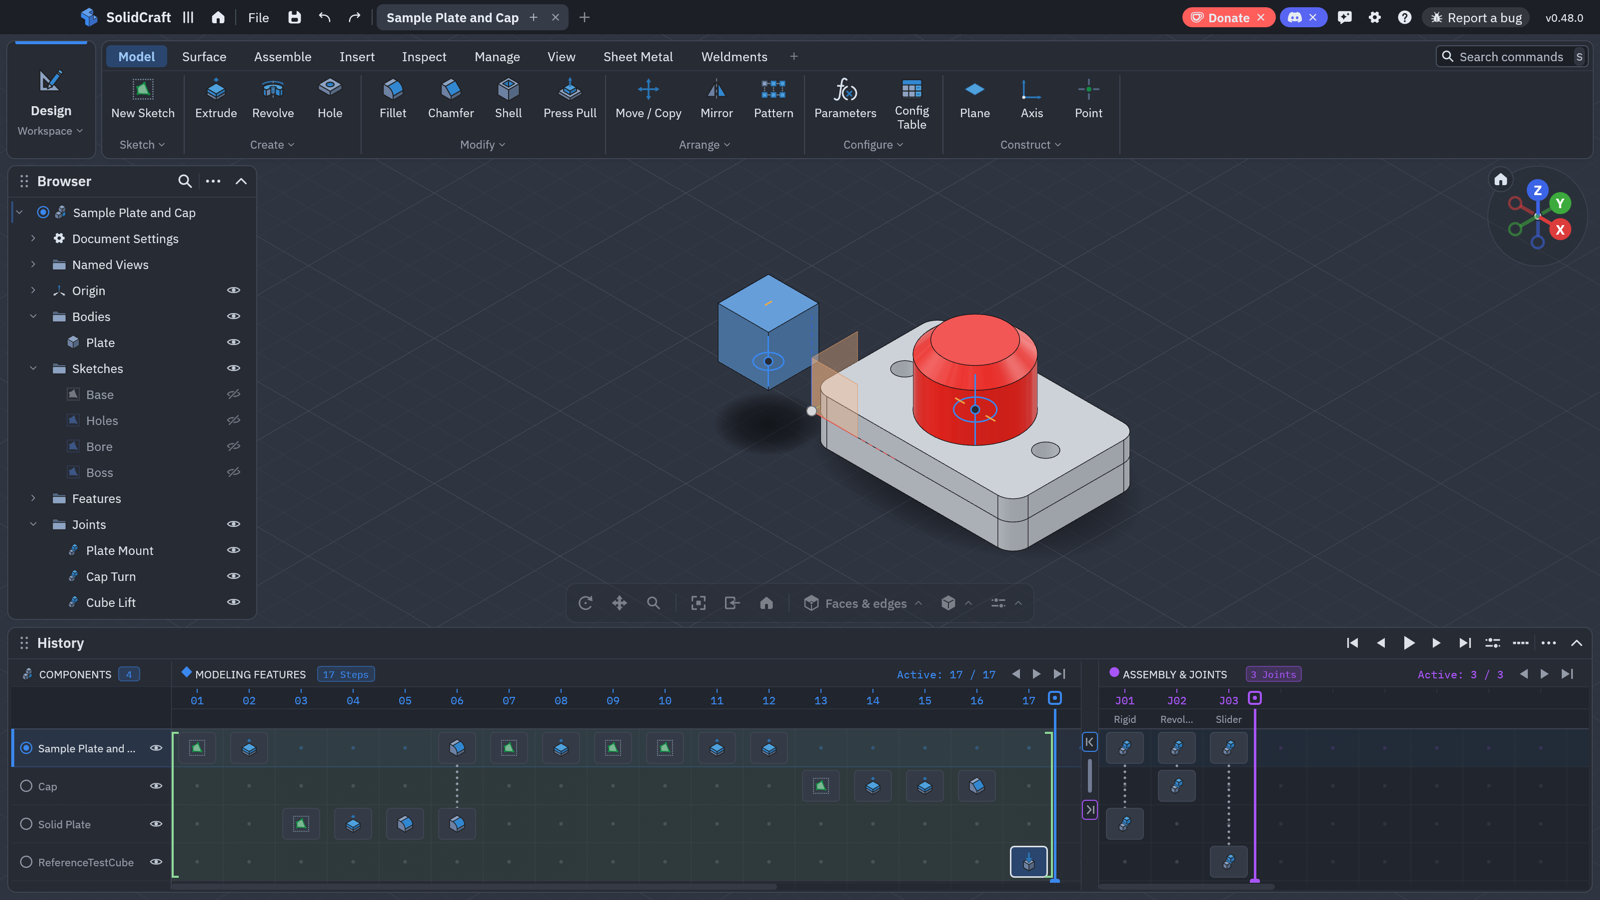 SolidCraft
File
Sample Plate and Cap
Donate
Report a bug
v0.48.0
Design
Workspace
Model
Surface
Assemble
Insert
Inspect
Manage
View
Sheet Metal
Weldments
Search commands
S
New Sketch
Extrude
Revolve
Hole
Fillet
Chamfer
Shell
Press Pull
Move / Copy
Mirror
Pattern
Parameters
Config
Table
Plane
Axis
Point
Sketch
Create
Modify
Arrange
Configure
Construct
Browser
Sample Plate and Cap
Document Settings
Named Views
Origin
Bodies
Plate
Sketches
Base
Holes
Bore
Boss
Features
Joints
Plate Mount
Cap Turn
Cube Lift
Z
Y
X
Faces & edges
History
COMPONENTS 4
MODELING FEATURES 17 Steps
Active: 17 / 17
ASSEMBLY & JOINTS 3 Joints
Active: 3 / 3
01 02 03 04 05 06 07 08 09 10 11 12 13 14 15 16 17
J01 J02 J03
Rigid Revol... Slider
Sample Plate and ...
Cap
Solid Plate
ReferenceTestCube